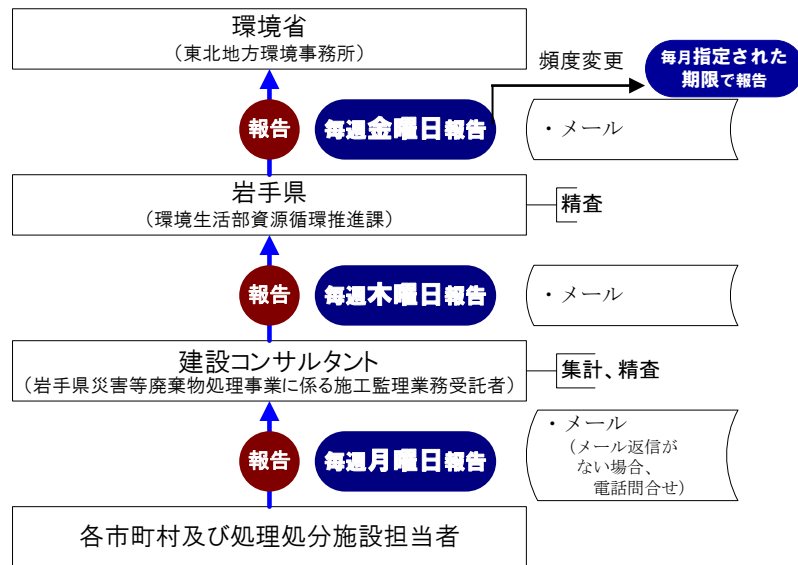 環境省
（東北地方環境事務所）
頻度変更
毎月指定された
期限で報告
報告
毎週金曜日報告
・メール
岩手県
（環境生活部資源循環推進課）
精査
報告
毎週木曜日報告
・メール
建設コンサルタント
（岩手県災害等廃棄物処理事業に係る施工監理業務受託者）
集計、精査
報告
毎週月曜日報告
・メール
（メール返信が
ない場合、
電話問合せ）
各市町村及び処理処分施設担当者